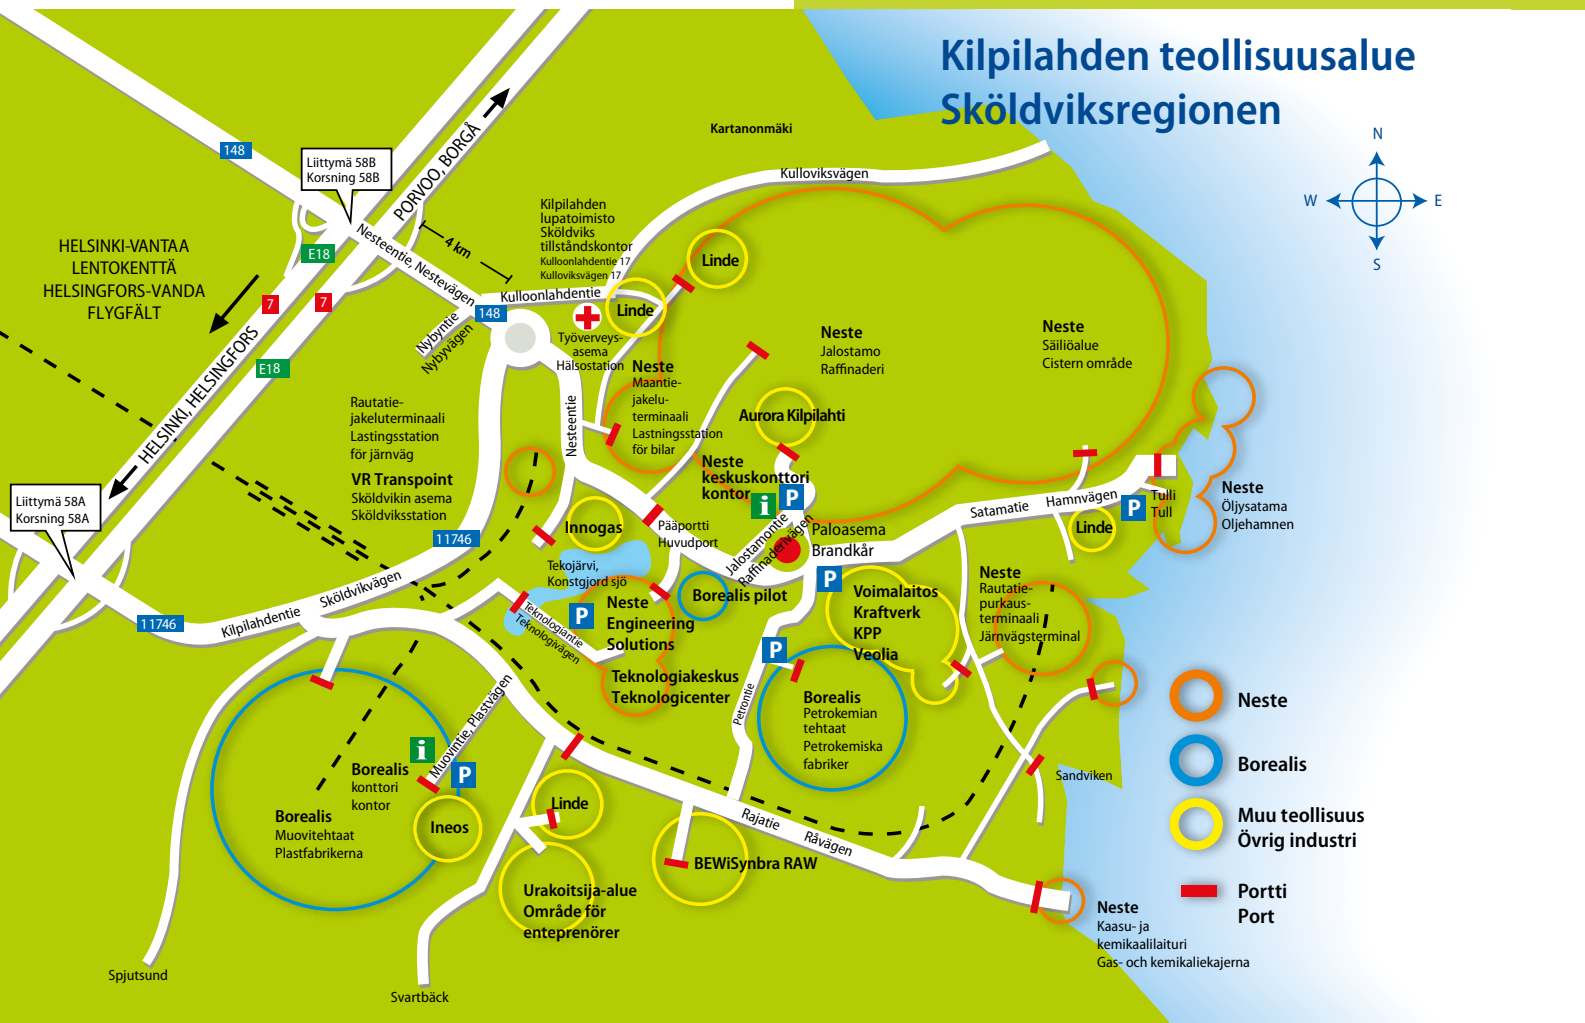 Kilpilahden teollisuusalue
Sköldviksregionen
N
W
E
S
Kartanonmäki
Kulloviksvägen
148
Liittymä 58B
Korsning 58B
PORVOO, BORGÅ
Nesteentie, Nestevägen
4 km
Kilpilahden
lupatoimisto
Sköldviks
tillståndskontor
Kulloonlahdentie 17
Kulloviksvägen 17
HELSINKI-VANTAA
LENTOKENTTÄ
HELSINGFORS-VANDA
FLYGFÄLT
E18
7
7
E18
HELSINKI, HELSINGFORS
Kulloonlahdentie
148
Nybyntie
Nybyvägen
Linde
Linde
Työverveys-
asema
Hälsostation
Neste
Maantie-
jakelu-
terminaali
Lastningsstation
för bilar
Neste
Jalostamo
Raffinaderi
Neste
Säiliöalue
Cistern område
Aurora Kilpilahti
Nesteentie
Rautatie-
jakeluterminaali
Lastingsstation
för järnväg
VR Transpoint
Sköldvikin asema
Sköldviksstation
Liittymä 58A
Korsning 58A
11746
11746
Kilpilahdentie
Sköldvikvägen
Neste
keskuskonttori
kontor
i
P
Innogas
Pääportti
Huvudport
Jalostamontie
Raffinaderivägen
Paloasema
Brandkår
Satamatie
Hamnvägen
P
Tulli
Tull
Linde
Neste
Öljysatama
Oljehamnen
Tekojärvi,
Konstgjord sjö
Teknologiantie
Teknologivägen
P
Neste
Engineering
Solutions
Teknologiakeskus
Teknologicenter
Borealis pilot
P
Voimalaitos
Kraftverk
KPP
Veolia
Neste
Rautatie-
purkaus-
terminaali
Järnvägsterminal
P
Petrontie
Borealis
Petrokemian
tehtaat
Petrokemiska
fabriker
Muovintie, Plastvägen
i
P
Borealis
konttori
kontor
Borealis
Muovitehtaat
Plastfabrikerna
Ineos
Linde
Urakoitsija-alue
Område för
enteprenörer
BEWiSynbra RAW
Rajatie
Råvägen
Sandviken
Neste
Kaasu- ja
kemikaalilaituri
Gas- och kemikaliekajerna
Spjutsund
Svartbäck
Neste
Borealis
Muu teollisuus
Övrig industri
Portti
Port